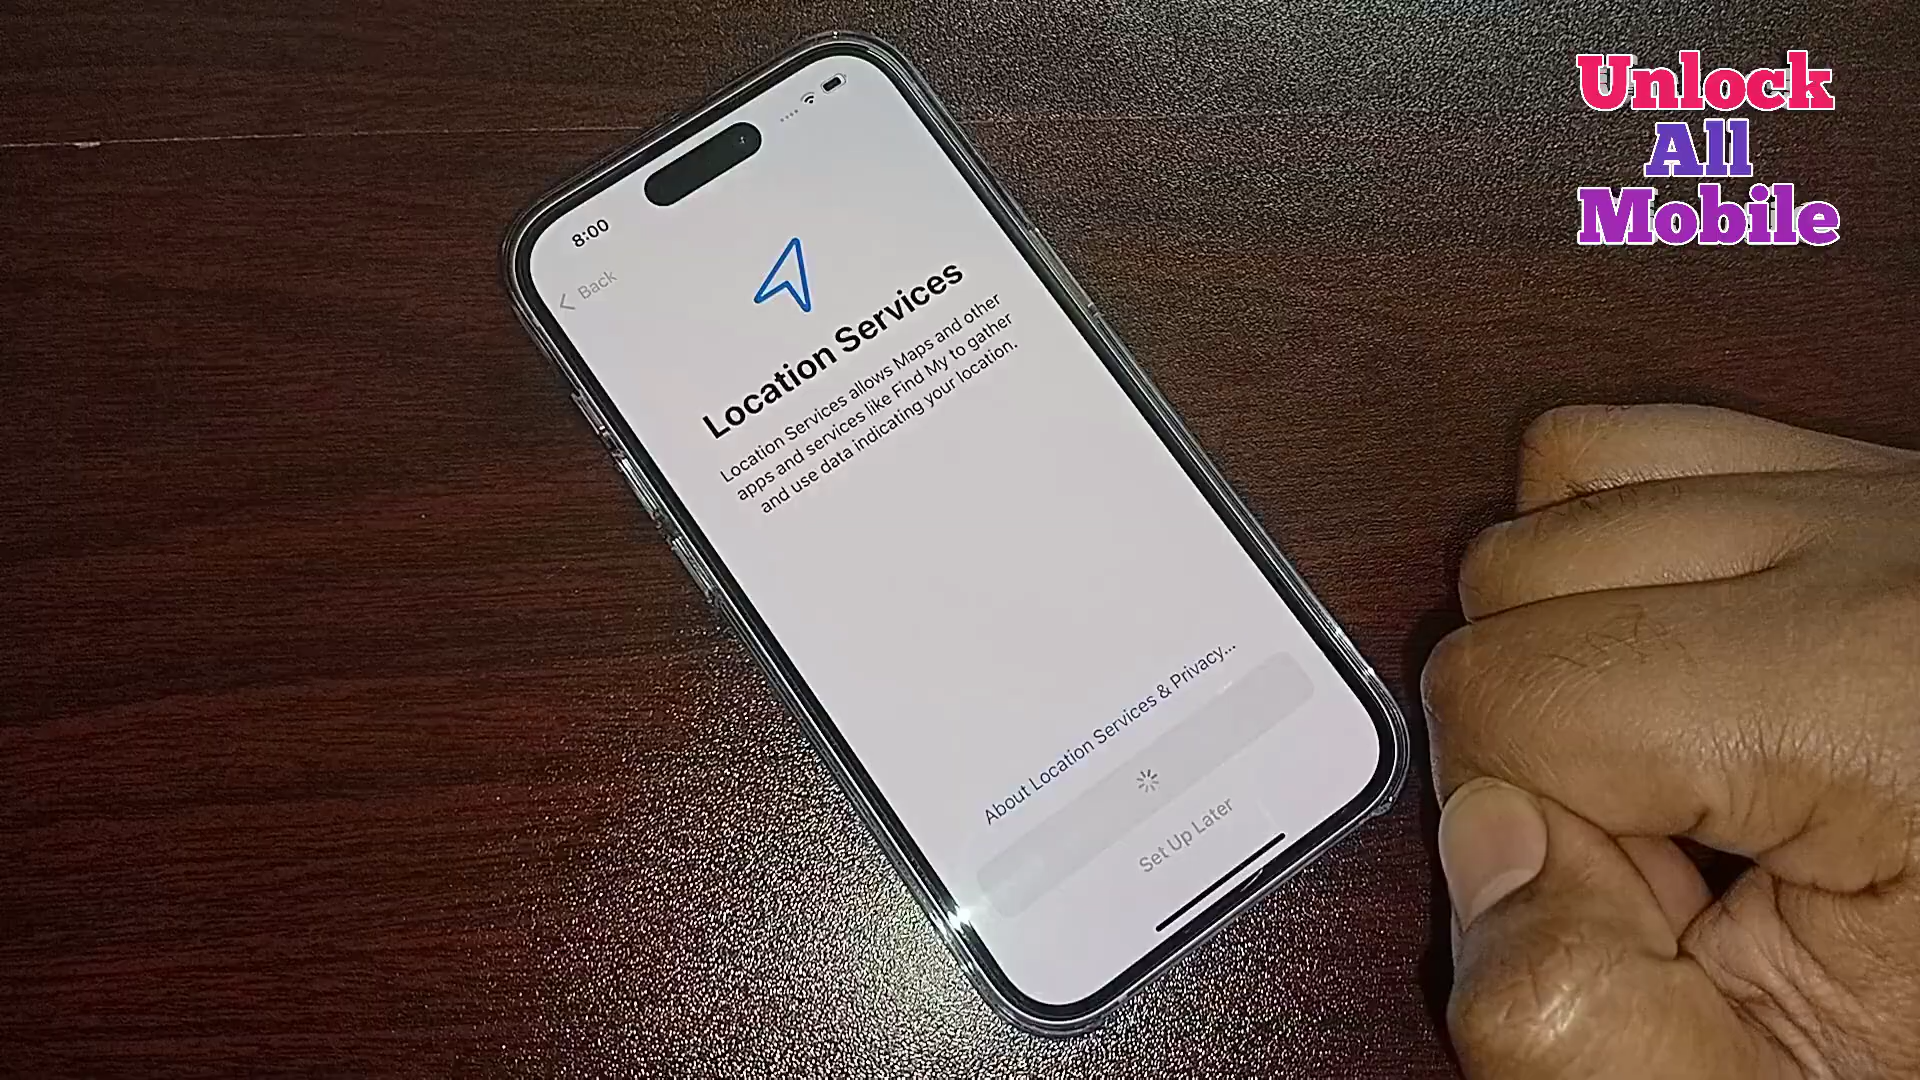 Unlock
All
Mobile
8:00
Back
Location Services
Location Services allows Maps and other
apps and services like Find My to gather
and use data indicating your location.
About Location Services & Privacy...
Set Up Later